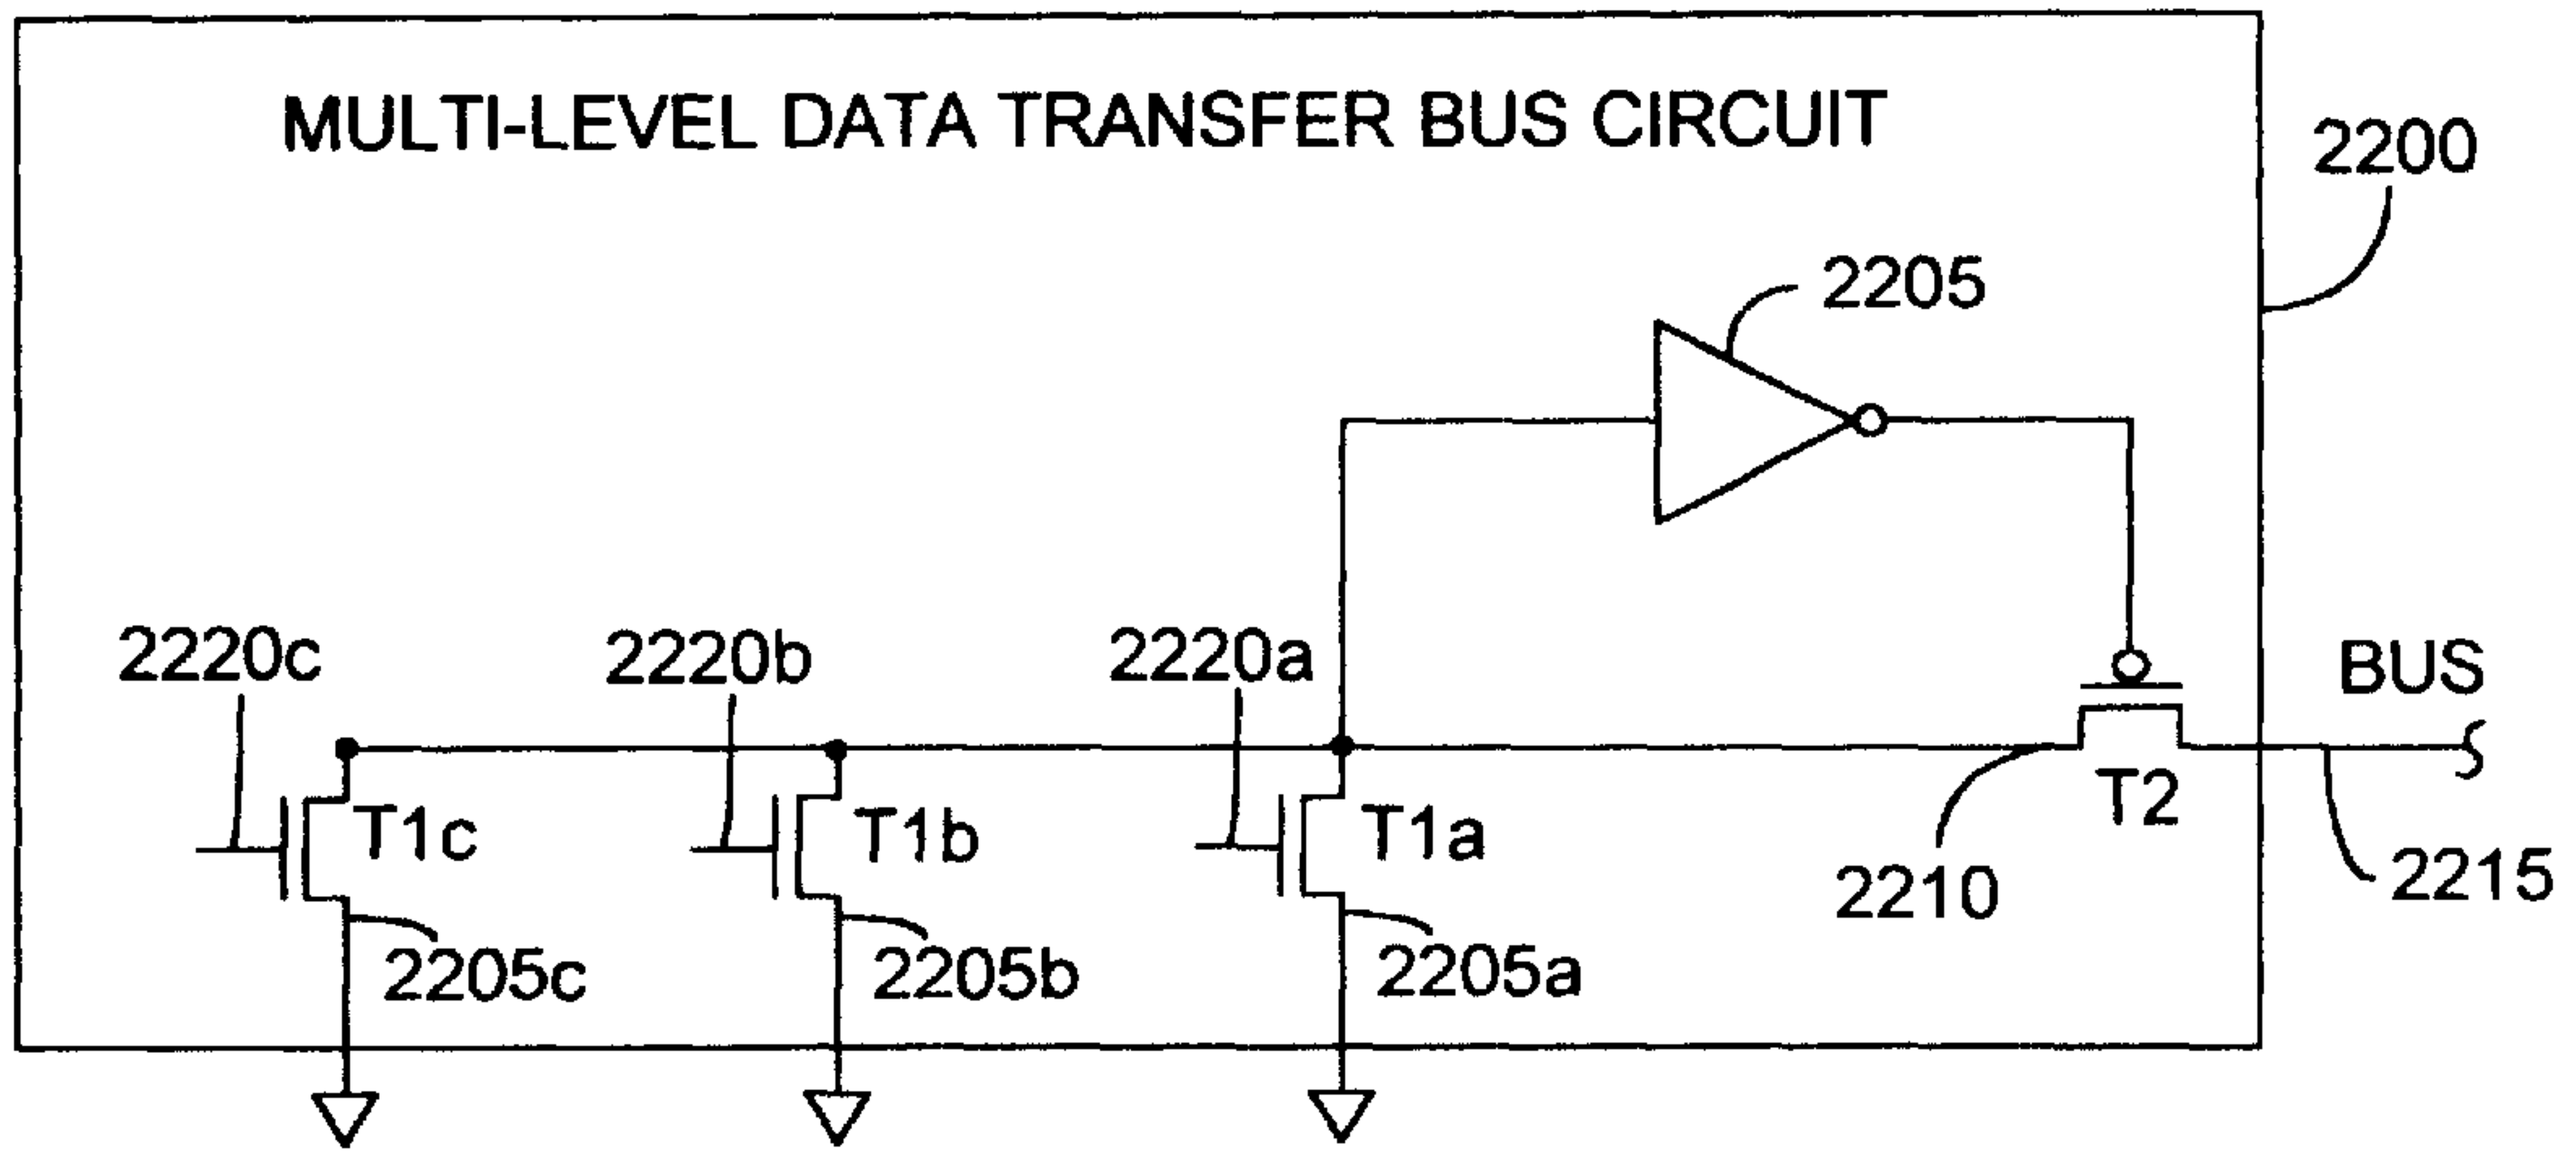 MULTI-LEVEL DATA TRANSFER BUS CIRCUIT
2200
2205
2220c
2220b
2220a
BUS
T1c
T1b
T1a
T2
2210
2215
2205c
2205b
2205a